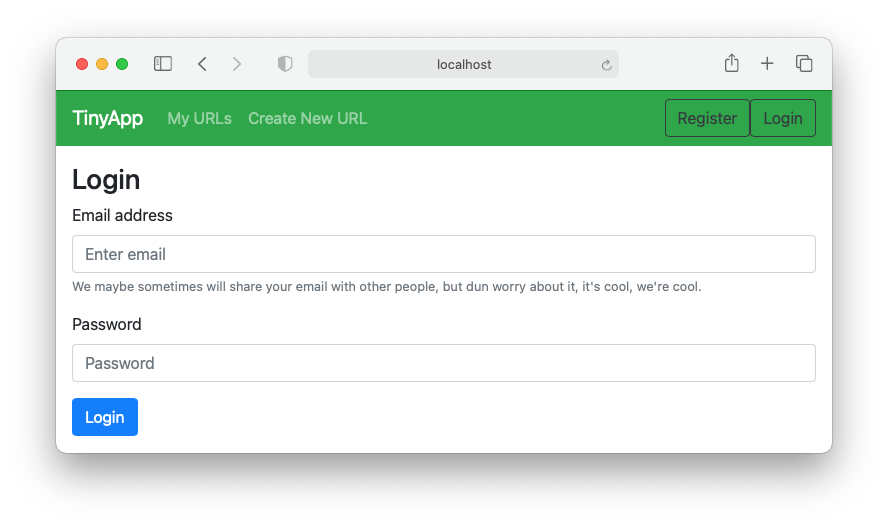 localhost
TinyApp My URLs Create New URL Register Login
Login
Email address
Enter email
We maybe sometimes will share your email with other people, but dun worry about it, it's cool, we're cool.
Password
Password
Login